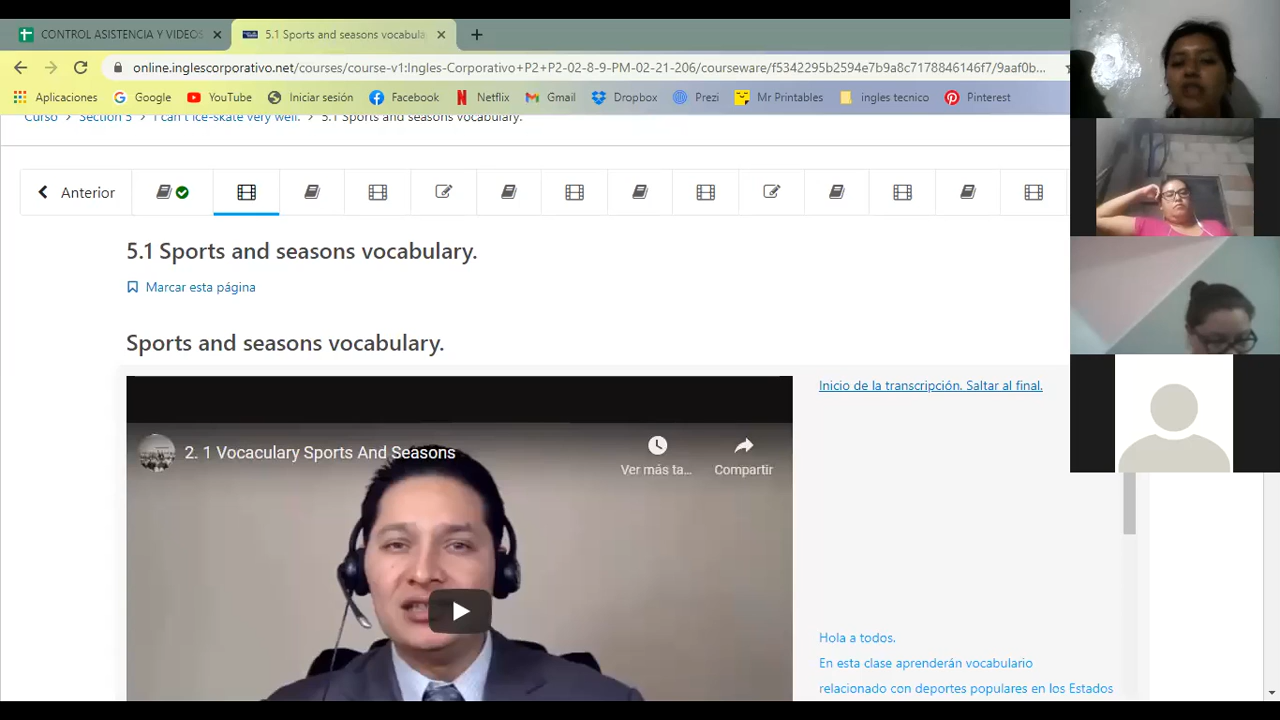 CONTROL ASISTENCIA Y VIDEOS
5.1 Sports and seasons vocabula
online.inglescorporativo.net/courses/course-v1:Ingles-Corporativo+P2+P2-02-8-9-PM-02-21-206/courseware/f5342295b2594e7b9a8c7178846146f7/9aaf0b...
Aplicaciones Google YouTube Iniciar sesión Facebook Netflix Gmail Dropbox Prezi Mr Printables ingles tecnico Pinterest
Curso > Section 5 > I can't ice-skate very well. > 5.1 Sports and seasons vocabulary.
Anterior
5.1 Sports and seasons vocabulary.
Marcar esta página
Sports and seasons vocabulary.
Inicio de la transcripción. Saltar al final.
2. 1 Vocaculary Sports And Seasons
Ver más ta... Compartir
Hola a todos.
En esta clase aprenderán vocabulario
relacionado con deportes populares en los Estados